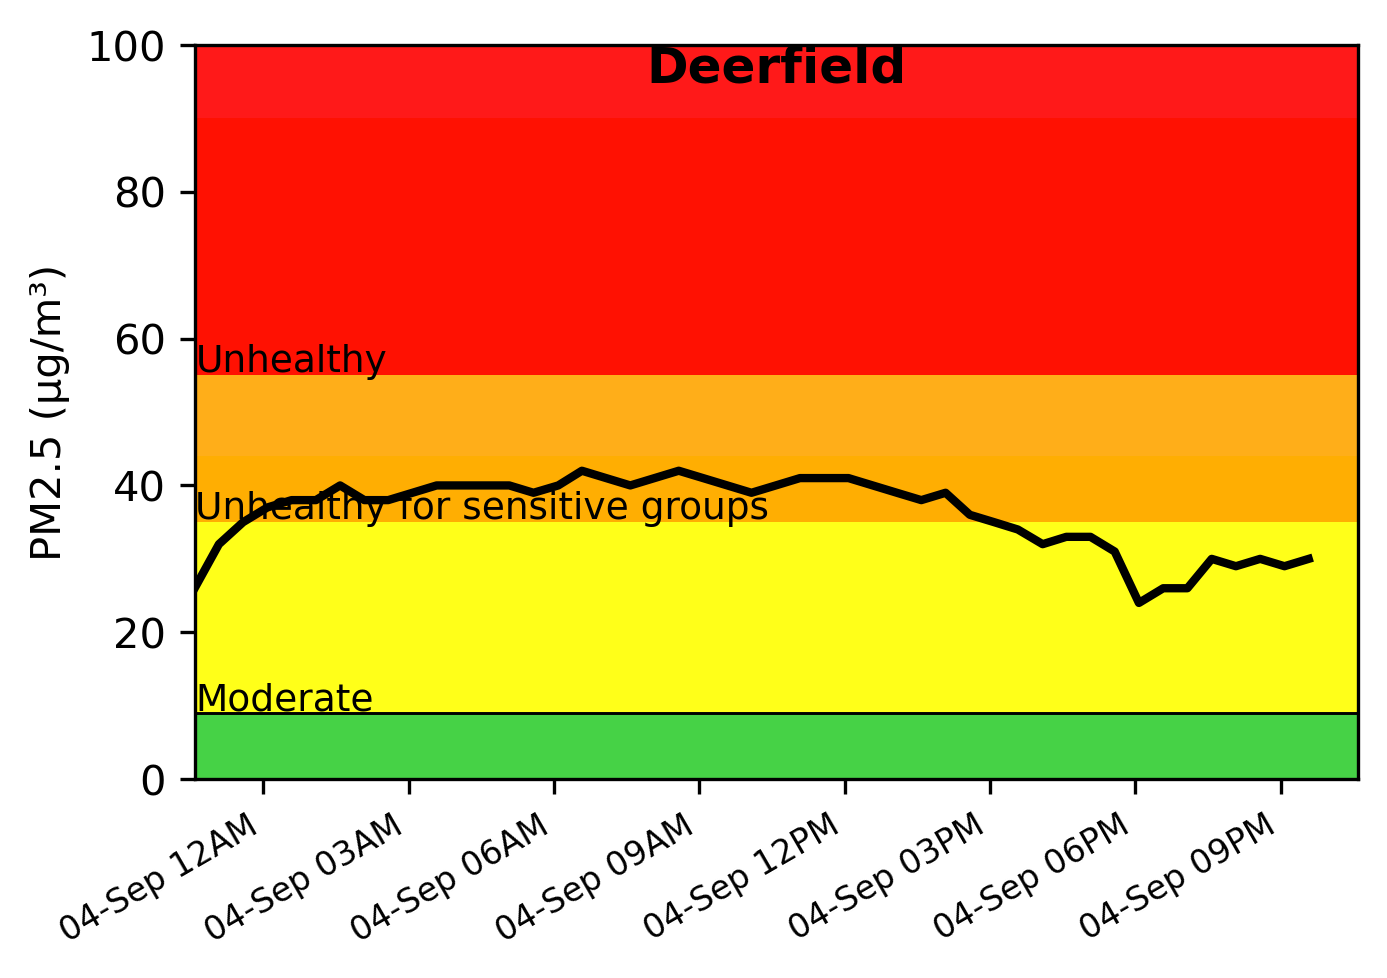 Deerfield
100
80
60
40
20
0
PM2.5 (μg/m³)
Unhealthy
Unhealthy for sensitive groups
Moderate
04-Sep 12AM
04-Sep 03AM
04-Sep 06AM
04-Sep 09AM
04-Sep 12PM
04-Sep 03PM
04-Sep 06PM
04-Sep 09PM